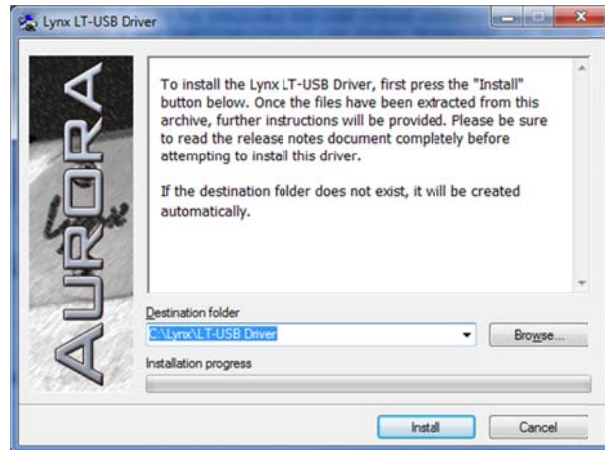 Lynx LT-USB Driver
AURORA
Lynx
To install the Lynx LT-USB Driver, first press the "Install"
button below. Once the files have been extracted from this
archive, further instructions will be provided. Please be sure
to read the release notes document completely before
attempting to install this driver.
If the destination folder does not exist, it will be created
automatically.
Destination folder
C:\Lynx\LT-USB Driver
Browse...
Installation progress
Install
Cancel